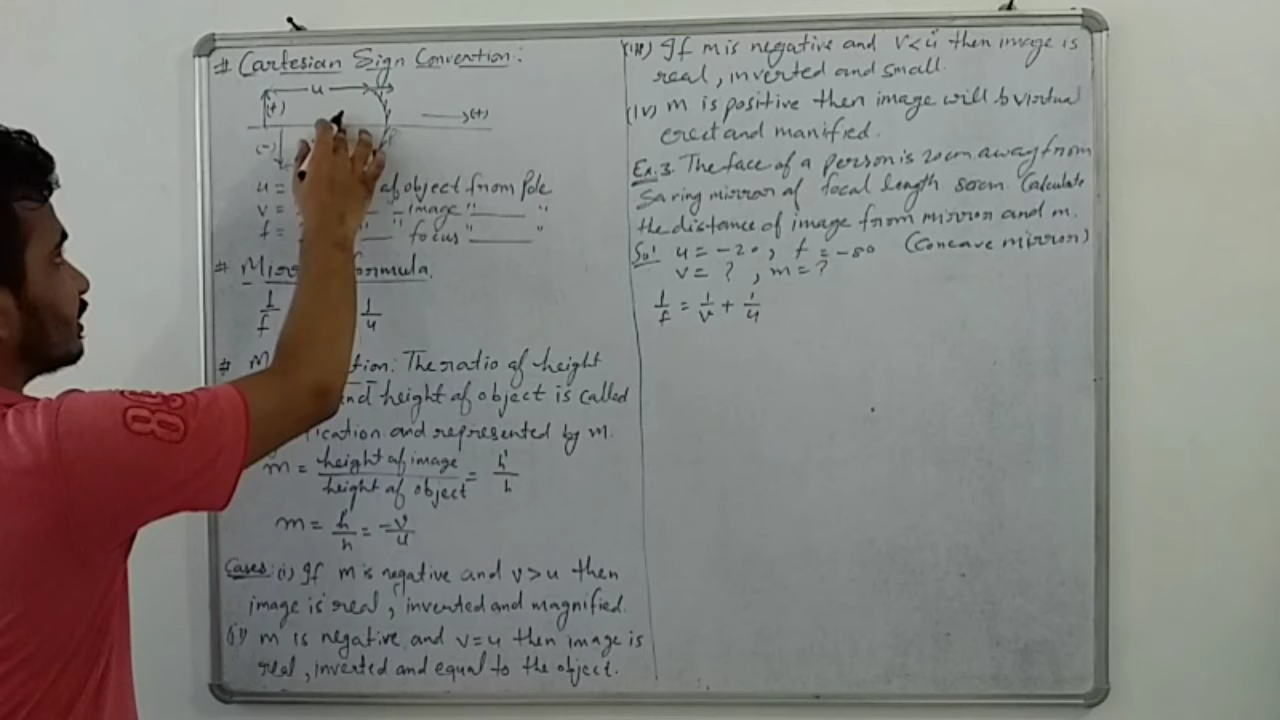 # Cartesian Sign Convention:
u
(+)
(+)
(-)
P
u = of object from Pole
v = " image " "
f = " focus "
# Mirror formula
1/f 1/u
# M tion: The ratio of height
and height of object is called
ication and represented by m.
m = height of image / height of object = h'/h
m = h/h = -v/u
Cases: (i) If m is negative and v > u then
image is real, inverted and magnified.
(ii) m is negative and v = u then image is
real, inverted and equal to the object.
(iii) If m is negative and v < u then image is
real, inverted and small.
(iv) m is positive then image will b virtual
erect and manified.
Ex. 3. The face of a person is 20cm away from
Saring mirror of focal length 80cm. Calculate
the distance of image from mirror and m.
Sol u = -20, f = -80 (Concave mirror)
v = ? , m = ?
1/f = 1/v + 1/u
88